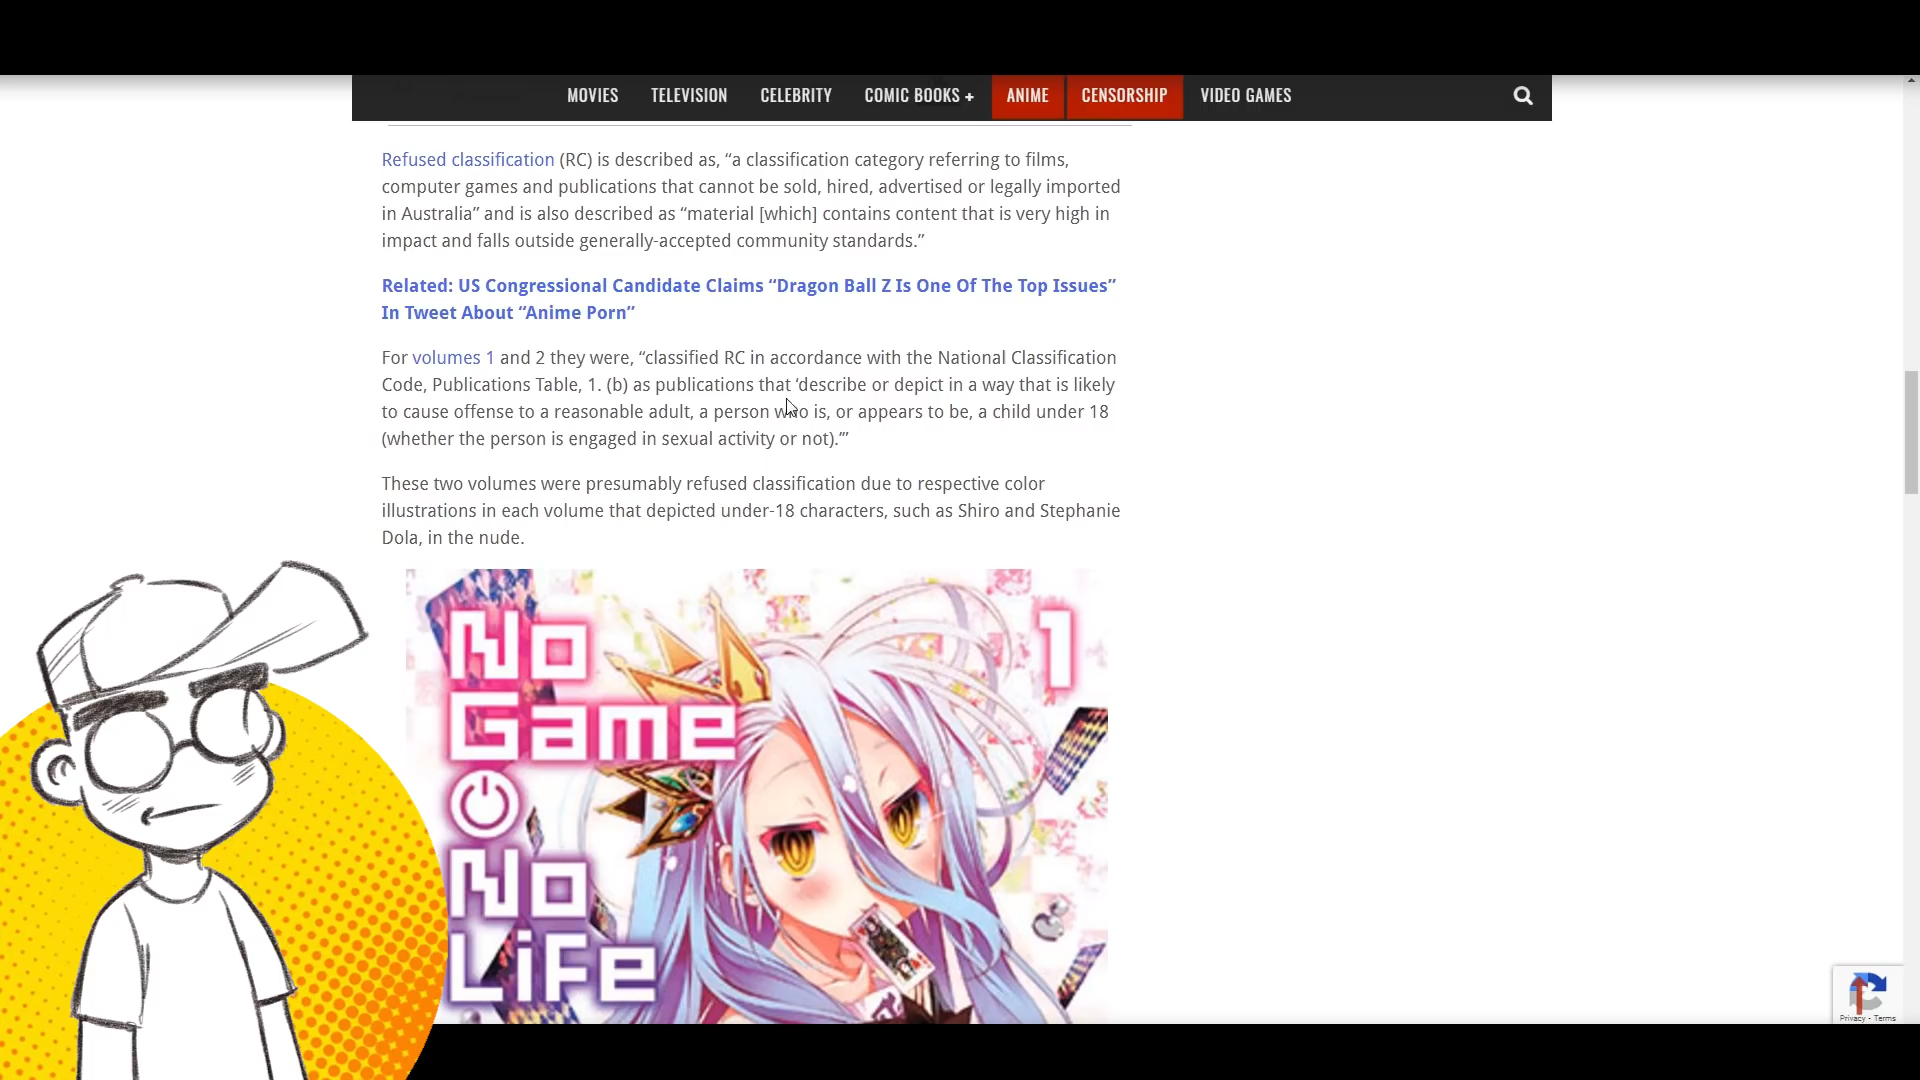 MOVIES TELEVISION CELEBRITY COMIC BOOKS + ANIME CENSORSHIP VIDEO GAMES
Refused classification (RC) is described as, “a classification category referring to films,
computer games and publications that cannot be sold, hired, advertised or legally imported
in Australia” and is also described as “material [which] contains content that is very high in
impact and falls outside generally-accepted community standards.”
Related: US Congressional Candidate Claims “Dragon Ball Z Is One Of The Top Issues”
In Tweet About “Anime Porn”
For volumes 1 and 2 they were, “classified RC in accordance with the National Classification
Code, Publications Table, 1. (b) as publications that ‘describe or depict in a way that is likely
to cause offense to a reasonable adult, a person who is, or appears to be, a child under 18
(whether the person is engaged in sexual activity or not).’”
These two volumes were presumably refused classification due to respective color
illustrations in each volume that depicted under-18 characters, such as Shiro and Stephanie
Dola, in the nude.
No 1
Game
No
Life
Privacy - Terms